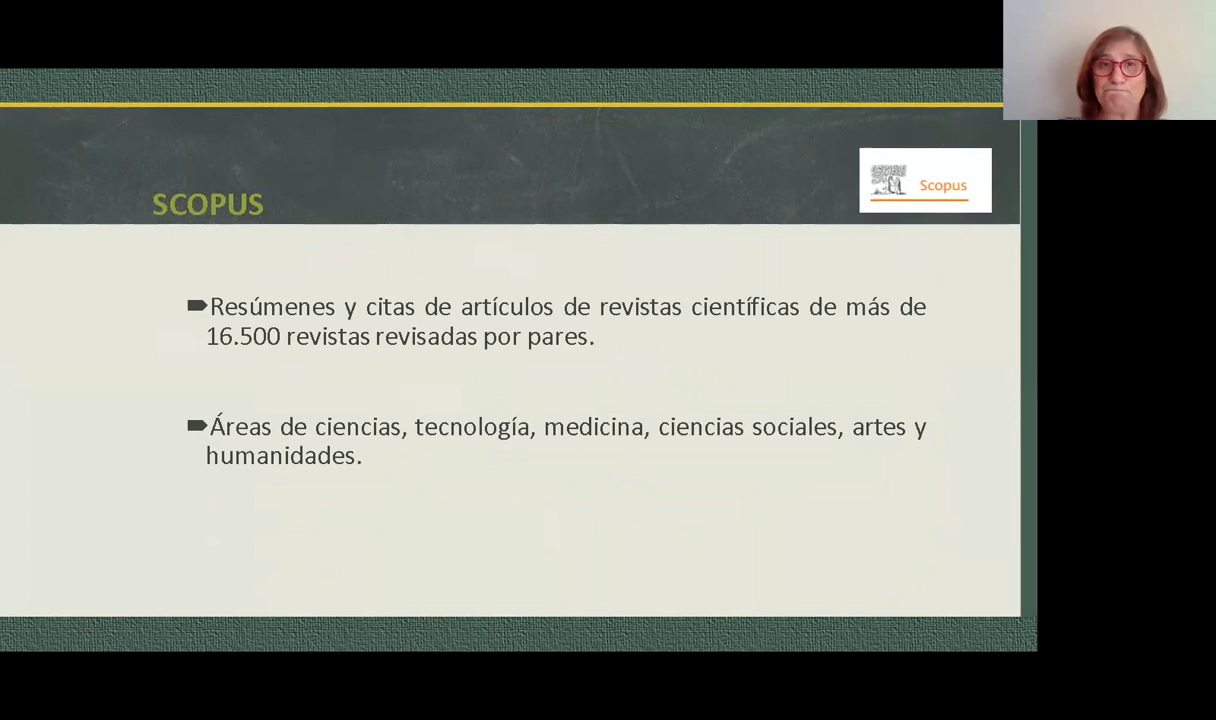 SCOPUS
Scopus
Resúmenes y citas de artículos de revistas científicas de más de
16.500 revistas revisadas por pares.
Áreas de ciencias, tecnología, medicina, ciencias sociales, artes y
humanidades.